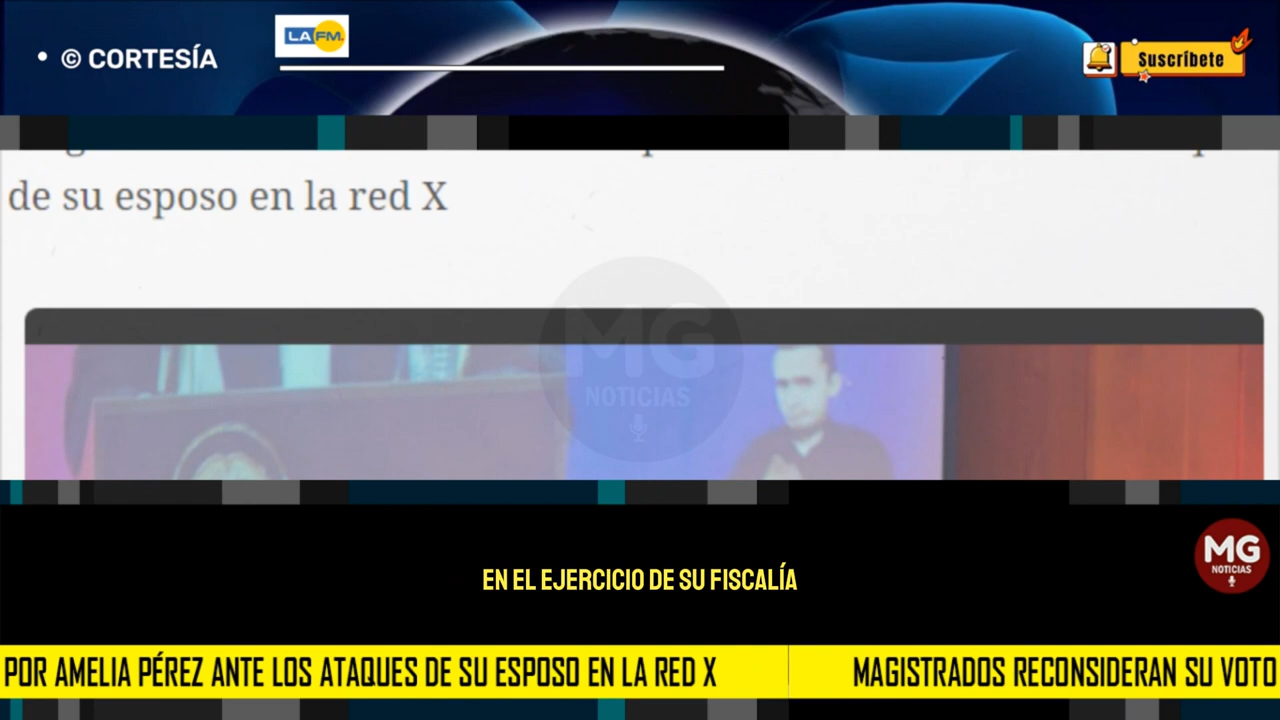 LA FM.
• © CORTESÍA
Suscríbete
de su esposo en la red X
MG
NOTICIAS
EN EL EJERCICIO DE SU FISCALÍA
MG
NOTICIAS
POR AMELIA PÉREZ ANTE LOS ATAQUES DE SU ESPOSO EN LA RED X
MAGISTRADOS RECONSIDERAN SU VOTO